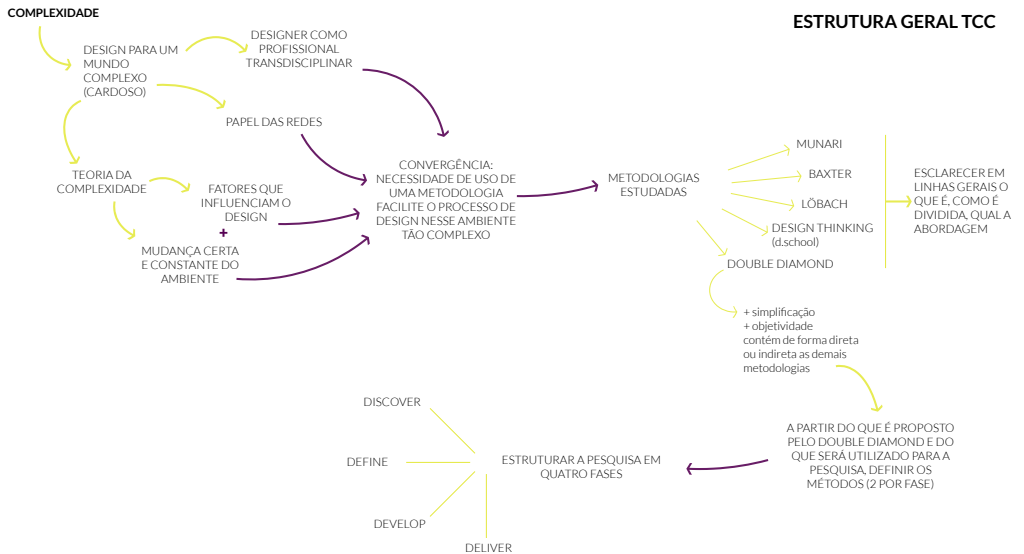 COMPLEXIDADE
ESTRUTURA GERAL TCC
DESIGN PARA UM
MUNDO
COMPLEXO
(CARDOSO)
DESIGNER COMO
PROFISSIONAL
TRANSDISCIPLINAR
PAPEL DAS REDES
TEORIA DA
COMPLEXIDADE
FATORES QUE
INFLUENCIAM O
DESIGN
+
MUDANÇA CERTA
E CONSTANTE DO
AMBIENTE
CONVERGÊNCIA:
NECESSIDADE DE USO DE
UMA METODOLOGIA
FACILITE O PROCESSO DE
DESIGN NESSE AMBIENTE
TÃO COMPLEXO
METODOLOGIAS
ESTUDADAS
MUNARI
BAXTER
LÖBACH
DESIGN THINKING
(d.school)
DOUBLE DIAMOND
ESCLARECER EM
LINHAS GERAIS O
QUE É, COMO É
DIVIDIDA, QUAL A
ABORDAGEM
+ simplificação
+ objetividade
contém de forma direta
ou indireta as demais
metodologias
A PARTIR DO QUE É PROPOSTO
PELO DOUBLE DIAMOND E DO
QUE SERÁ UTILIZADO PARA A
PESQUISA, DEFINIR OS
MÉTODOS (2 POR FASE)
ESTRUTURAR A PESQUISA EM
QUATRO FASES
DISCOVER
DEFINE
DEVELOP
DELIVER